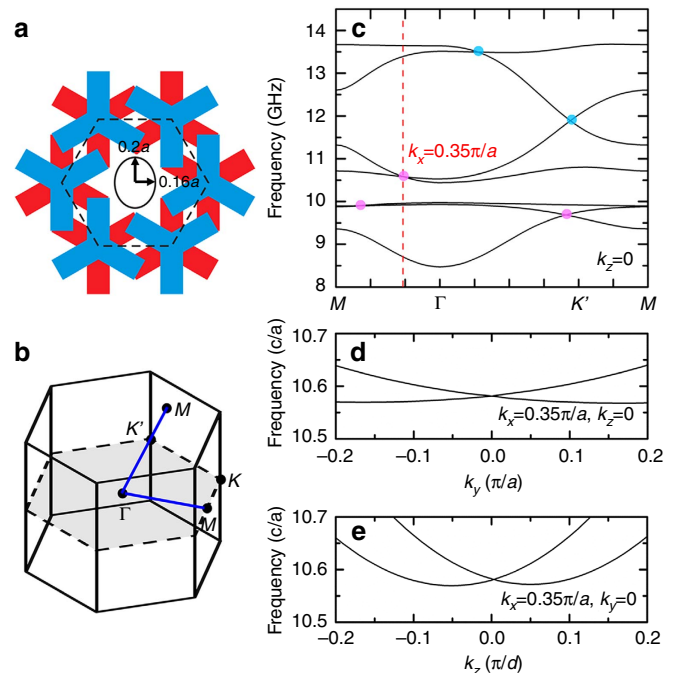 a
0.2a
0.16a
b
M
K'
K
Γ
M
c
Frequency (GHz)
14
13
12
11
10
9
8
kx=0.35π/a
kz=0
M
Γ
K'
M
d
Frequency (c/a)
10.7
10.6
10.5
kx=0.35π/a, kz=0
−0.2
−0.1
0.0
0.1
0.2
ky (π/a)
e
Frequency (c/a)
10.7
10.6
10.5
kx=0.35π/a, ky=0
−0.2
−0.1
0.0
0.1
0.2
kz (π/d)